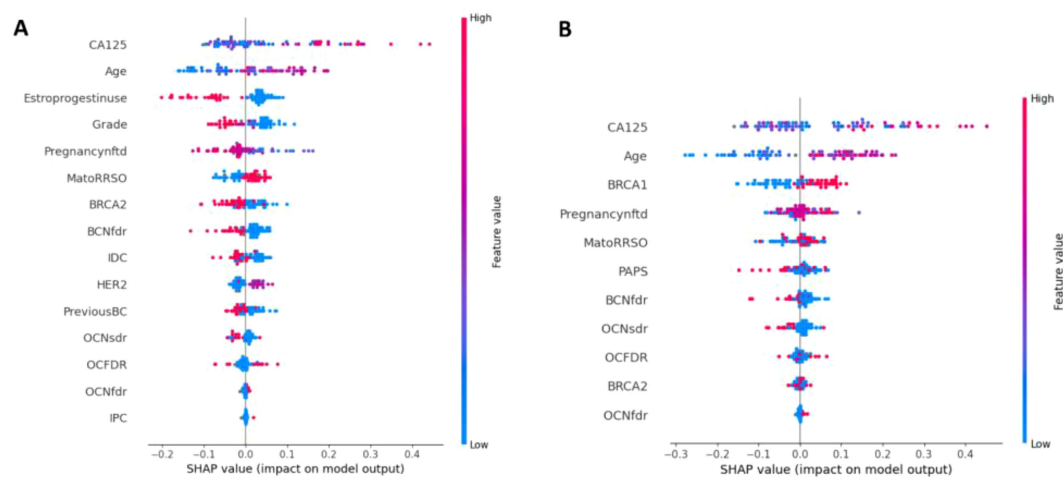 A
High
CA125
Age
Estroprogestinuse
Grade
Pregnancynftd
MatoRRSO
BRCA2
BCNfdr
IDC
HER2
PreviousBC
OCNsdr
OCFDR
OCNfdr
IPC
Feature value
Low
−0.2 −0.1 0.0 0.1 0.2 0.3 0.4
SHAP value (impact on model output)
B
High
CA125
Age
BRCA1
Pregnancynftd
MatoRRSO
PAPS
BCNfdr
OCNsdr
OCFDR
BRCA2
OCNfdr
Feature value
Low
−0.3 −0.2 −0.1 0.0 0.1 0.2 0.3 0.4
SHAP value (impact on model output)